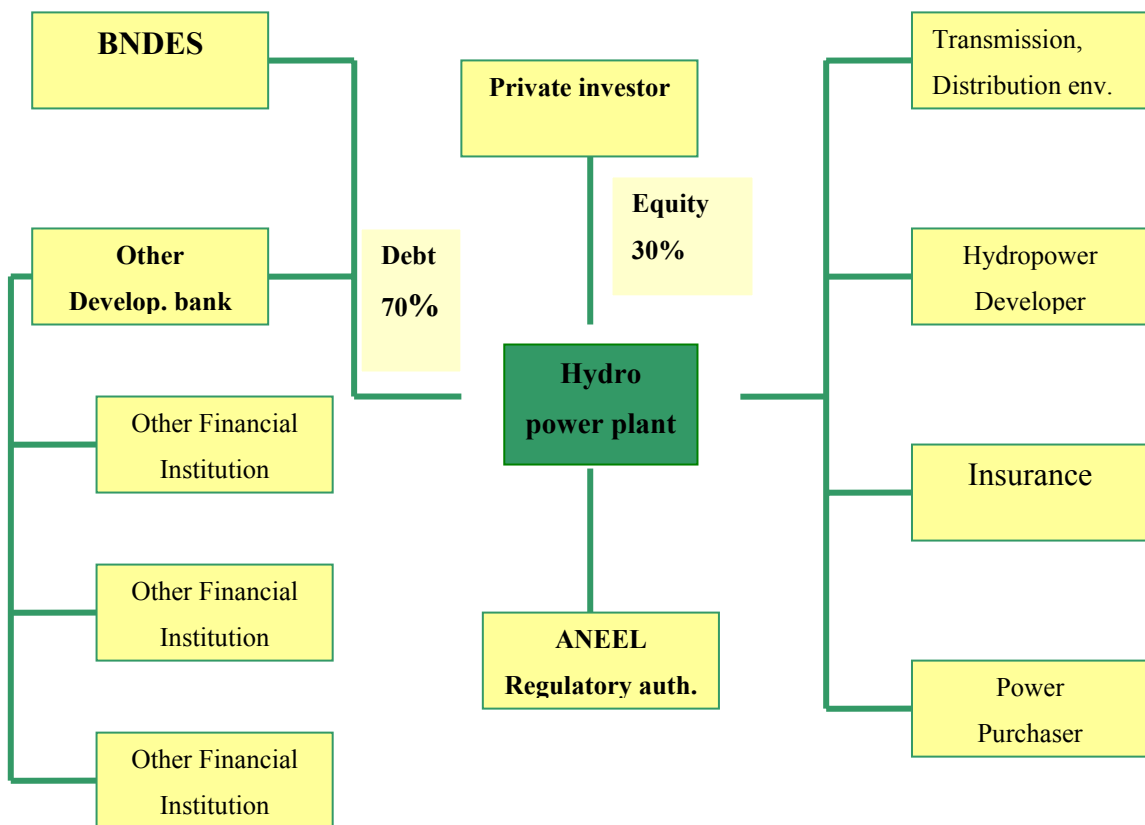 BNDES
Private investor
Transmission,
Distribution env.
Equity
30%
Other
Develop. bank
Debt
70%
Hydropower
Developer
Hydro
power plant
Other Financial
Institution
Insurance
Other Financial
Institution
ANEEL
Regulatory auth.
Power
Purchaser
Other Financial
Institution